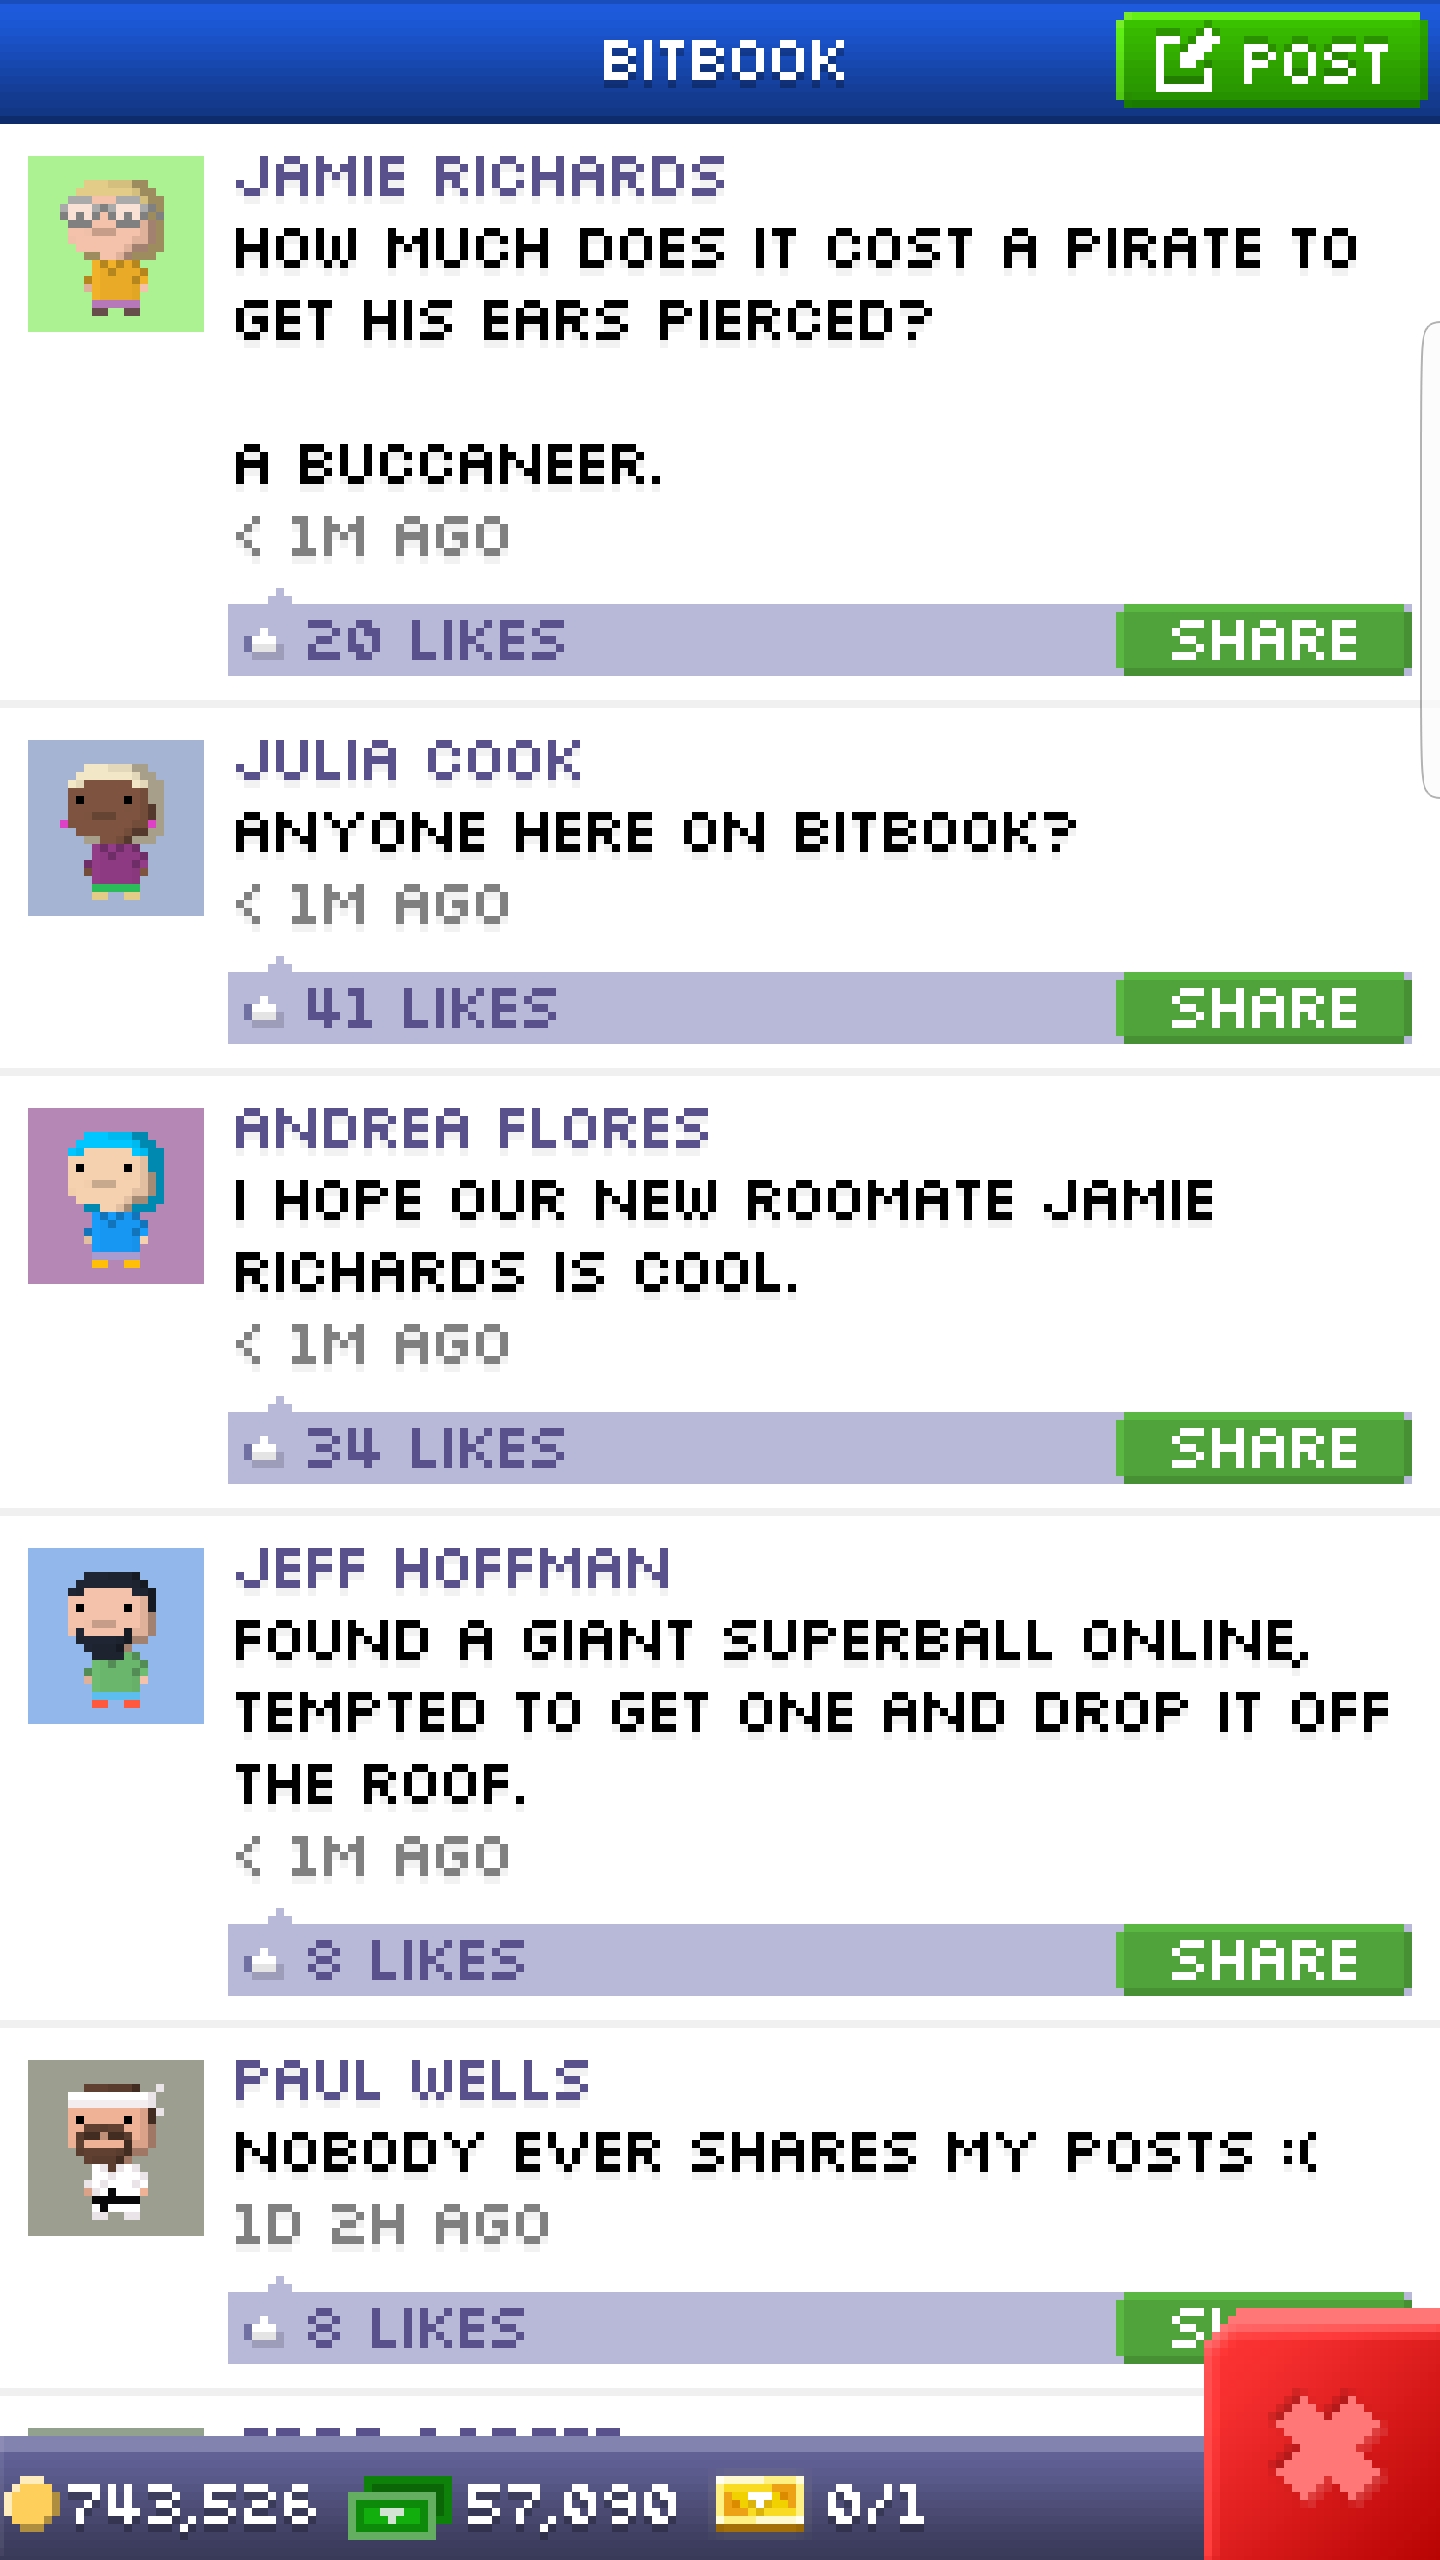 BITBOOK
POST
JAMIE RICHARDS
HOW MUCH DOES IT COST A PIRATE TO
GET HIS EARS PIERCED?
A BUCCANEER.
< 1M AGO
20 LIKES
SHARE
JULIA COOK
ANYONE HERE ON BITBOOK?
< 1M AGO
41 LIKES
SHARE
ANDREA FLORES
I HOPE OUR NEW ROOMATE JAMIE
RICHARDS IS COOL.
< 1M AGO
34 LIKES
SHARE
JEFF HOFFMAN
FOUND A GIANT SUPERBALL ONLINE,
TEMPTED TO GET ONE AND DROP IT OFF
THE ROOF.
< 1M AGO
8 LIKES
SHARE
PAUL WELLS
NOBODY EVER SHARES MY POSTS :(
1D 2H AGO
8 LIKES
743,526
57,090
0/1